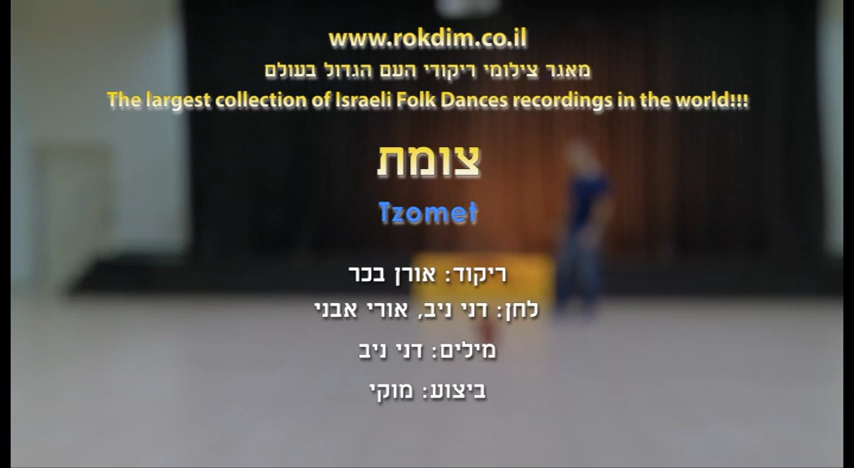 www.rokdim.co.il
מאגר צילומי ריקודי העם הגדול בעולם
The largest collection of Israeli Folk Dances recordings in the world!!!
צומת
Tzomet
ריקוד: אורן בכר
לחן: דני ניב, אורי אבני
מילים: דני ניב
ביצוע: מוקי